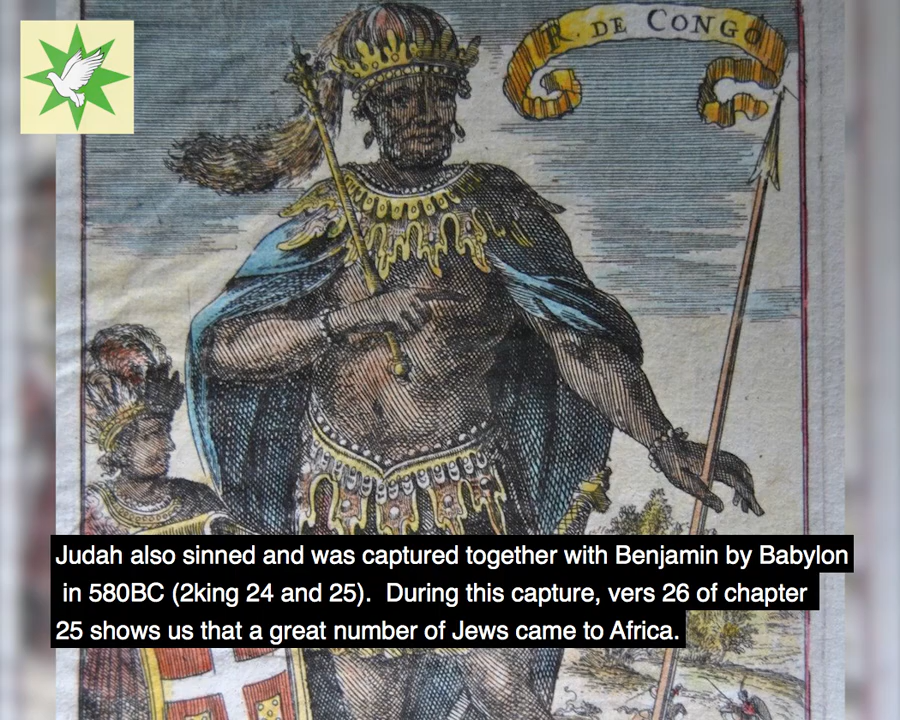 R. DE CONGO
Judah also sinned and was captured together with Benjamin by Babylon
in 580BC (2king 24 and 25).  During this capture, vers 26 of chapter
25 shows us that a great number of Jews came to Africa.